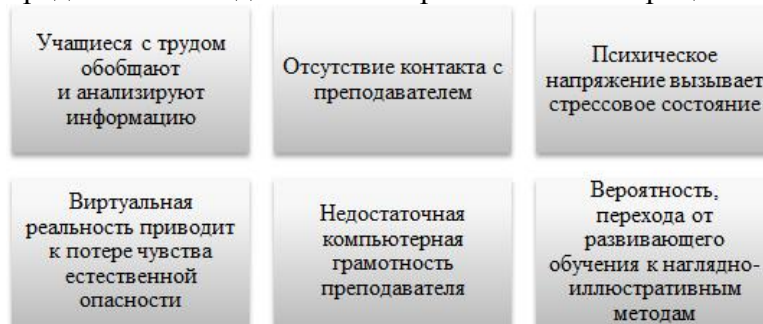 Учащиеся с трудом
обобщают
и анализируют
информацию
Отсутствие контакта с
преподавателем
Психическое
напряжение вызывает
стрессовое состояние
Виртуальная
реальность приводит
к потере чувства
естественной
опасности
Недостаточная
компьютерная
грамотность
преподавателя
Вероятность,
перехода от
развивающего
обучения к наглядно-
иллюстративным
методам